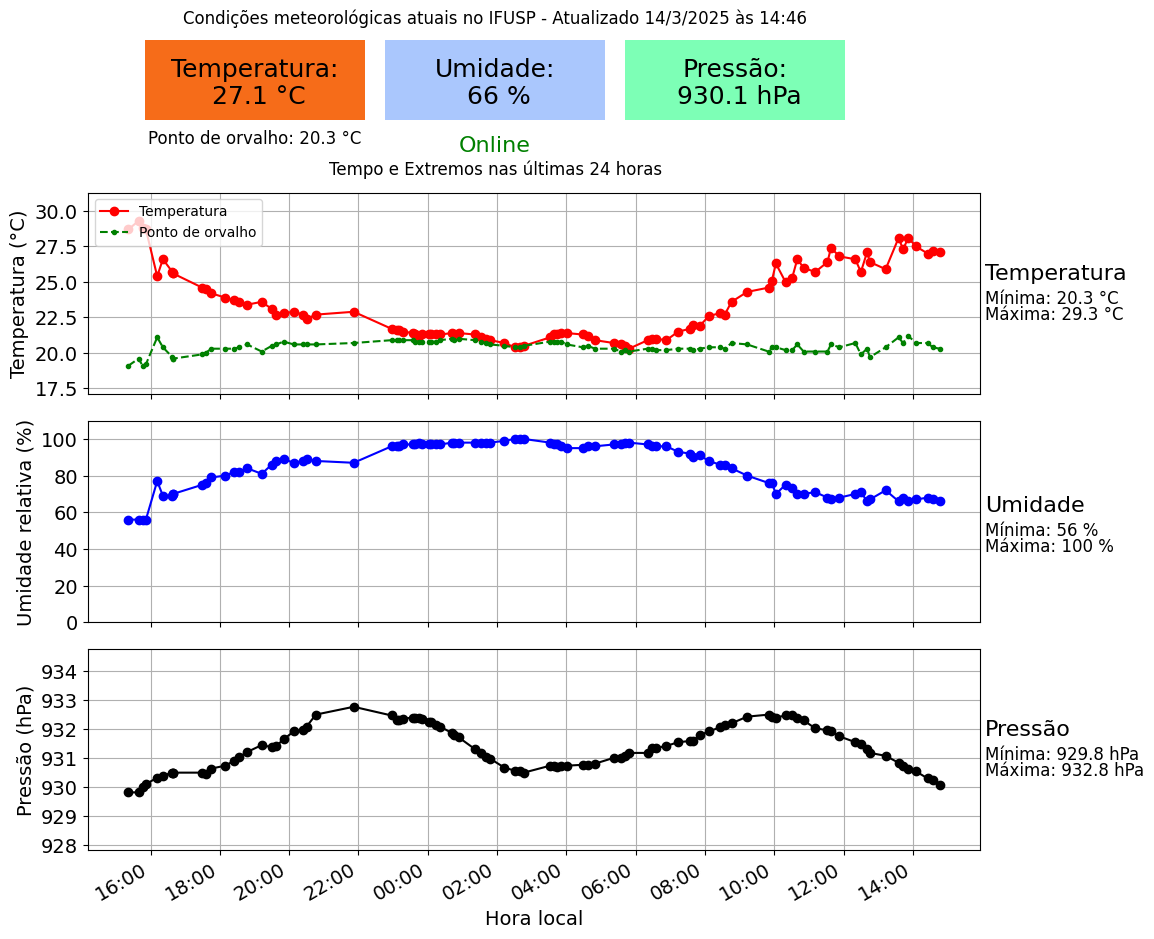 Condições meteorológicas atuais no IFUSP - Atualizado 14/3/2025 às 14:46
Temperatura:
27.1 °C
Umidade:
66 %
Pressão:
930.1 hPa
Ponto de orvalho: 20.3 °C
Online
Tempo e Extremos nas últimas 24 horas
Temperatura (°C)
30.0
27.5
25.0
22.5
20.0
17.5
Temperatura
Ponto de orvalho
Temperatura
Mínima: 20.3 °C
Máxima: 29.3 °C
Umidade relativa (%)
100
80
60
40
20
0
Umidade
Mínima: 56 %
Máxima: 100 %
Pressão (hPa)
934
933
932
931
930
929
928
Pressão
Mínima: 929.8 hPa
Máxima: 932.8 hPa
16:00
18:00
20:00
22:00
00:00
02:00
04:00
06:00
08:00
10:00
12:00
14:00
Hora local